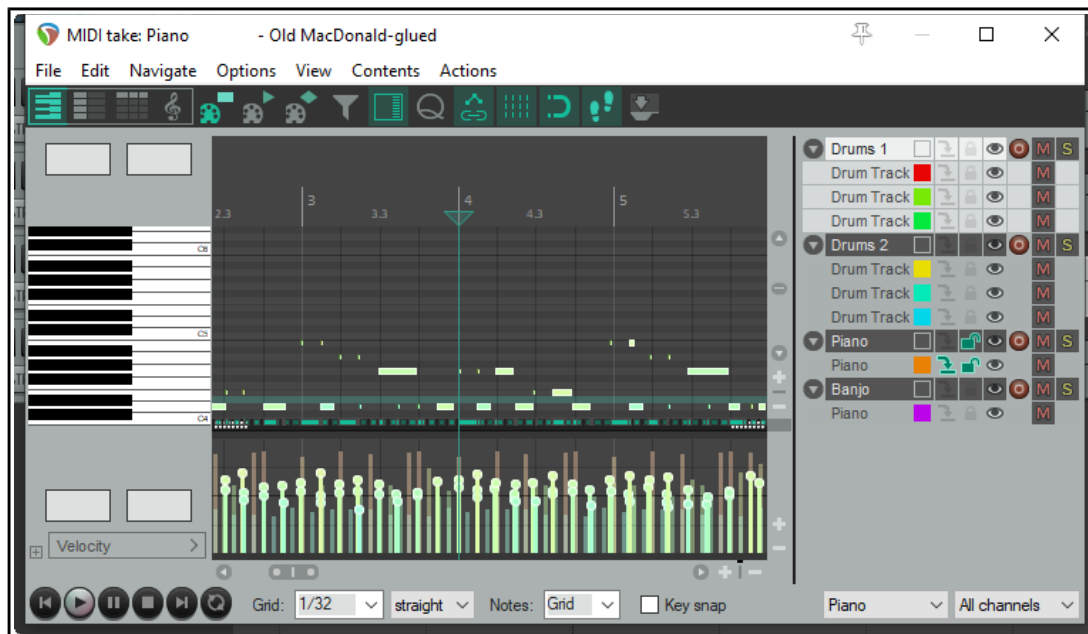 MIDI take: Piano - Old MacDonald-glued
File Edit Navigate Options View Contents Actions
Drums 1 M S
Drum Track M
3 4 5
Drum Track M
2.3 3.3 4.3 5.3
Drum Track M
C6
Drums 2 M S
Drum Track M
Drum Track M
Drum Track M
C5
Piano M S
Piano M
Banjo M S
C4
Piano M
Velocity
Grid: 1/32 straight Notes: Grid Key snap Piano All channels